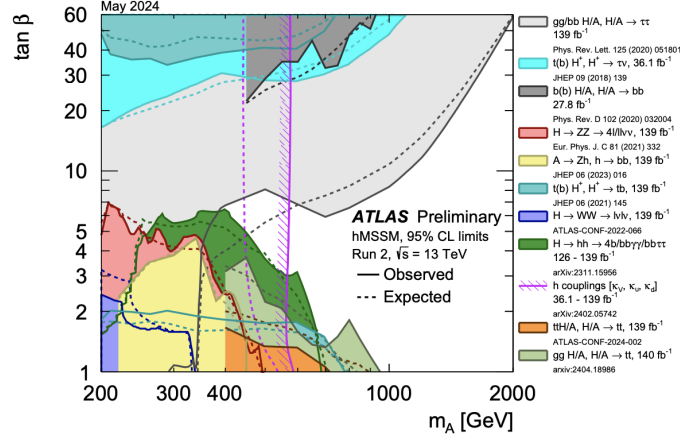 May 2024
tan β
60
40
30
20
10
6
5
4
3
2
1
200
300
400
1000
2000
m_A [GeV]
ATLAS Preliminary
hMSSM, 95% CL limits
Run 2, √s = 13 TeV
Observed
Expected
gg/bb H/A, H/A → ττ
139 fb⁻¹
Phys. Rev. Lett. 125 (2020) 051801
t(b) H⁺, H⁺ → τν, 36.1 fb⁻¹
JHEP 09 (2018) 139
b(b) H/A, H/A → bb
27.8 fb⁻¹
Phys. Rev. D 102 (2020) 032004
H → ZZ → 4l/llνν, 139 fb⁻¹
Eur. Phys. J. C 81 (2021) 332
A → Zh, h → bb, 139 fb⁻¹
JHEP 06 (2023) 016
t(b) H⁺, H⁺ → tb, 139 fb⁻¹
JHEP 06 (2021) 145
H → WW → lνlν, 139 fb⁻¹
ATLAS-CONF-2022-066
H → hh → 4b/bbγγ/bbττ
126 - 139 fb⁻¹
arXiv:2311.15956
h couplings [κ_V, κ_u, κ_d]
36.1 - 139 fb⁻¹
arXiv:2402.05742
ttH/A, H/A → tt, 139 fb⁻¹
ATLAS-CONF-2024-002
gg H/A, H/A → tt, 140 fb⁻¹
arxiv:2404.18986